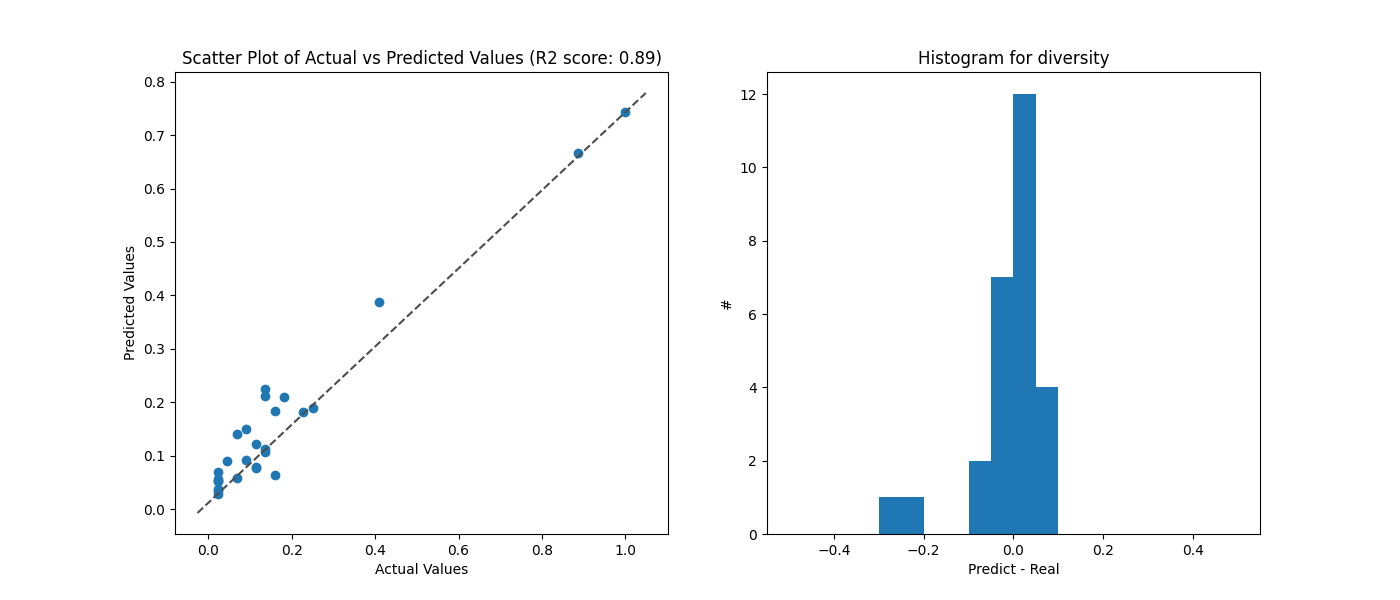 Scatter Plot of Actual vs Predicted Values (R2 score: 0.89)
0.8
0.7
0.6
0.5
0.4
0.3
0.2
0.1
0.0
Predicted Values
0.0 0.2 0.4 0.6 0.8 1.0
Actual Values
Histogram for diversity
12
10
8
6
4
2
0
#
−0.4 −0.2 0.0 0.2 0.4
Predict - Real